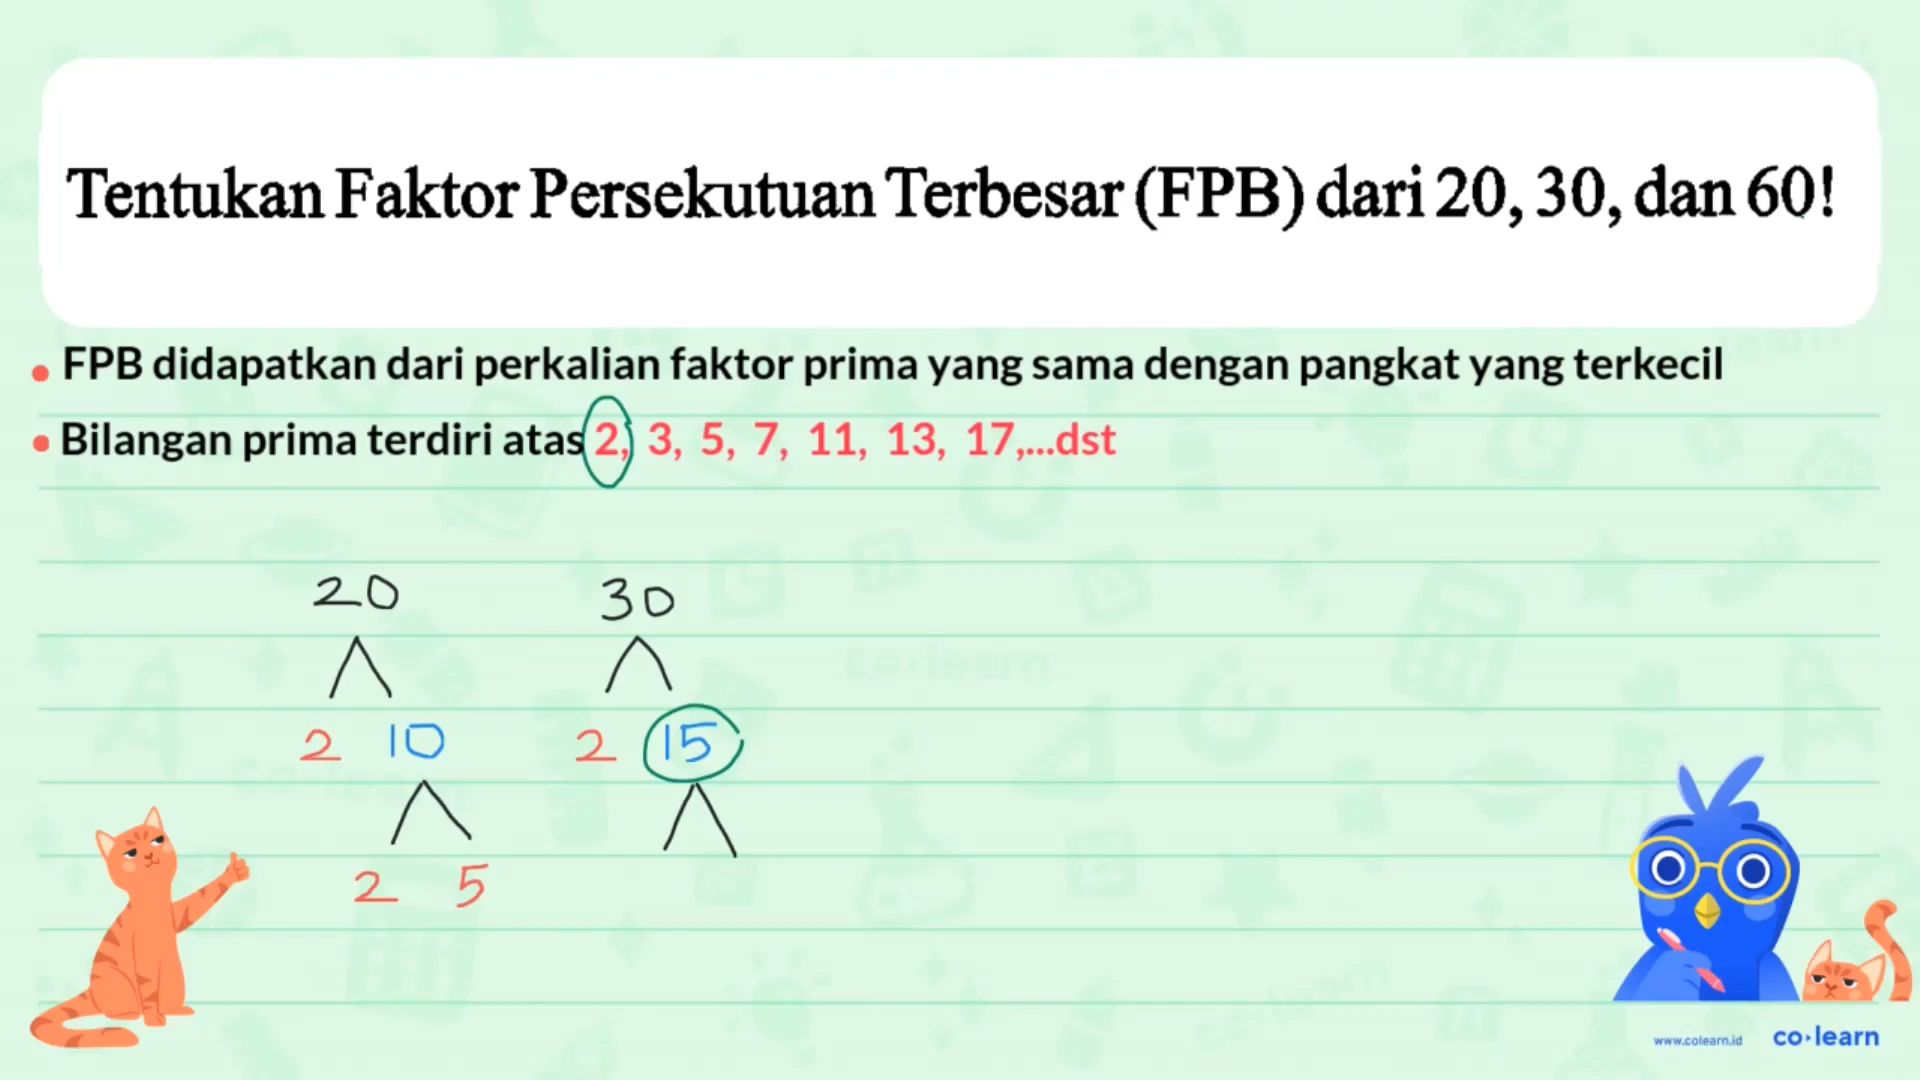 Tentukan Faktor Persekutuan Terbesar (FPB) dari 20, 30, dan 60!
FPB didapatkan dari perkalian faktor prima yang sama dengan pangkat yang terkecil
Bilangan prima terdiri atas 2, 3, 5, 7, 11, 13, 17,...dst
20 30
2 10 2 15
2 5
www.colearn.id co·learn